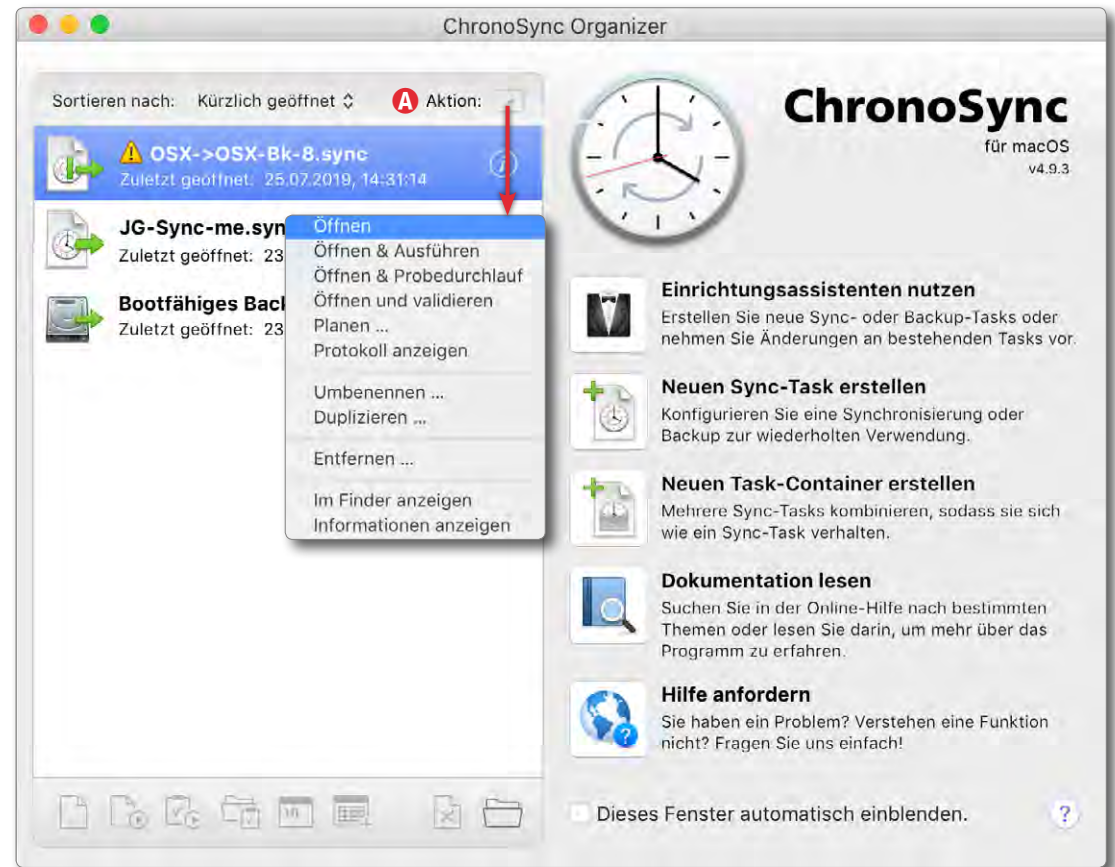 ChronoSync Organizer
Sortieren nach: Kürzlich geöffnet
A Aktion:
OSX->OSX-Bk-8.sync
Zuletzt geöffnet: 25.07.2019, 14:31:14
JG-Sync-me.syn
Zuletzt geöffnet: 23
Bootfähiges Back
Zuletzt geöffnet: 23
Öffnen
Öffnen & Ausführen
Öffnen & Probedurchlauf
Öffnen und validieren
Planen ...
Protokoll anzeigen
Umbenennen ...
Duplizieren ...
Entfernen ...
Im Finder anzeigen
Informationen anzeigen
ChronoSync
für macOS
v4.9.3
Einrichtungsassistenten nutzen
Erstellen Sie neue Sync- oder Backup-Tasks oder
nehmen Sie Änderungen an bestehenden Tasks vor.
Neuen Sync-Task erstellen
Konfigurieren Sie eine Synchronisierung oder
Backup zur wiederholten Verwendung.
Neuen Task-Container erstellen
Mehrere Sync-Tasks kombinieren, sodass sie sich
wie ein Sync-Task verhalten.
Dokumentation lesen
Suchen Sie in der Online-Hilfe nach bestimmten
Themen oder lesen Sie darin, um mehr über das
Programm zu erfahren.
Hilfe anfordern
Sie haben ein Problem? Verstehen eine Funktion
nicht? Fragen Sie uns einfach!
Dieses Fenster automatisch einblenden.
?